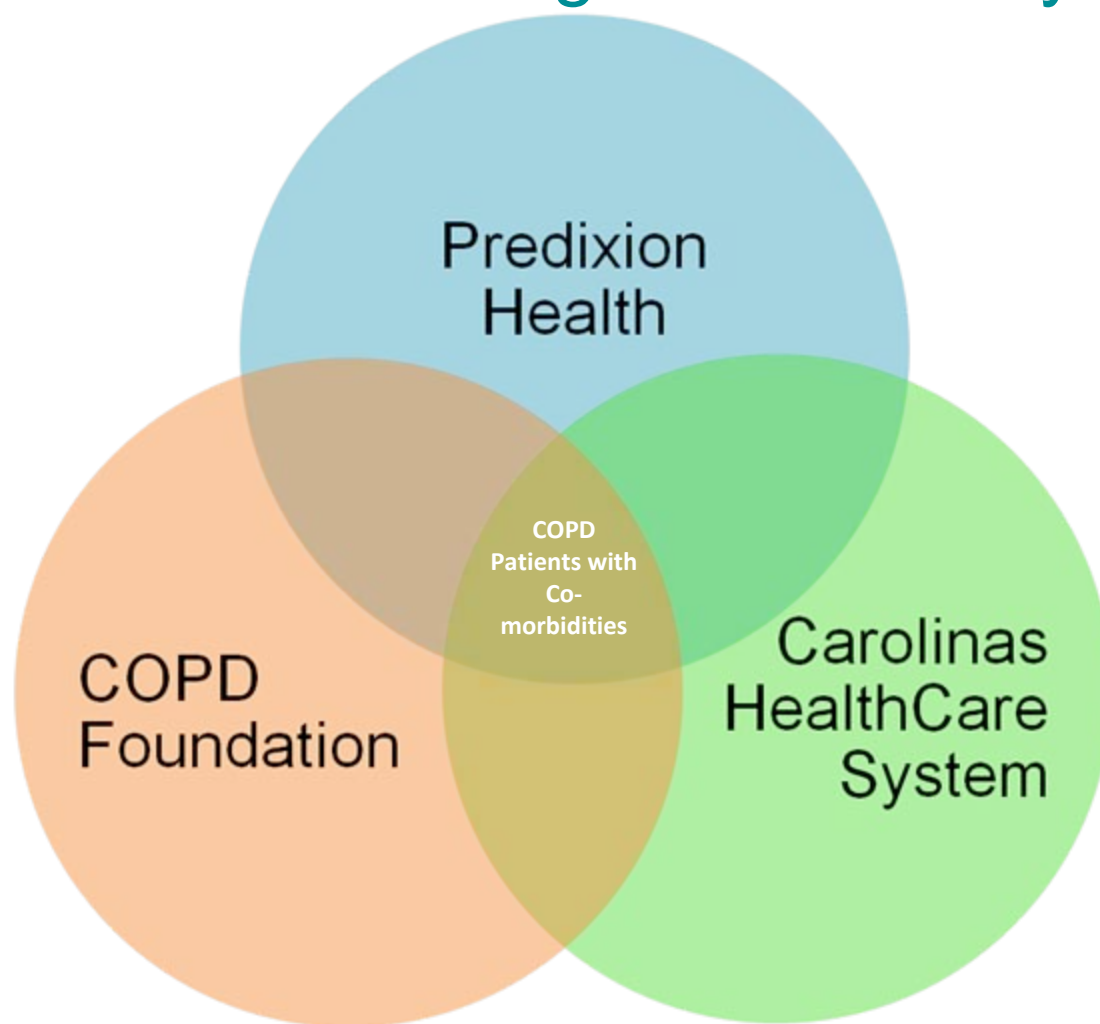 Predixion
Health
COPD
Patients with
Co-
morbidities
COPD
Foundation
Carolinas
HealthCare
System